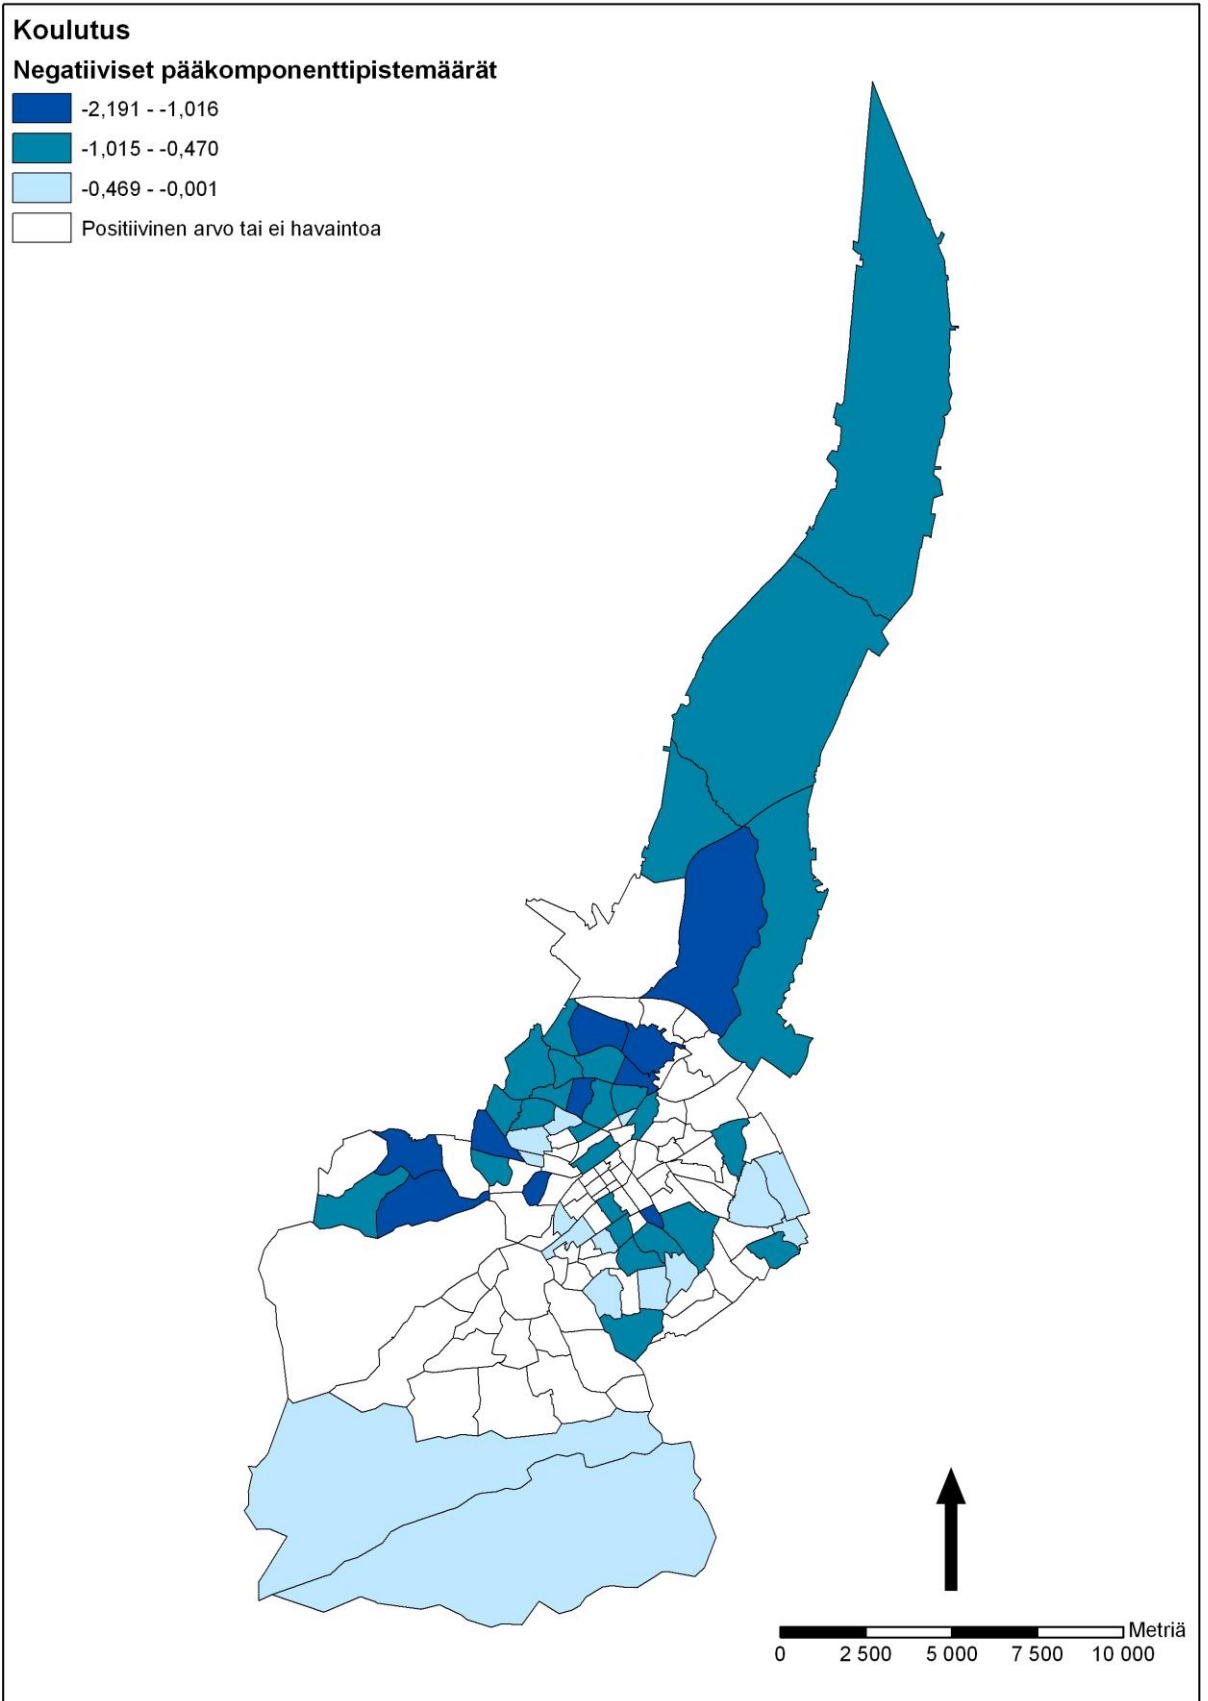 Koulutus
Negatiiviset pääkomponenttipistemäärät
-2,191 - -1,016
-1,015 - -0,470
-0,469 - -0,001
Positiivinen arvo tai ei havaintoa
Metriä
0 2 500 5 000 7 500 10 000